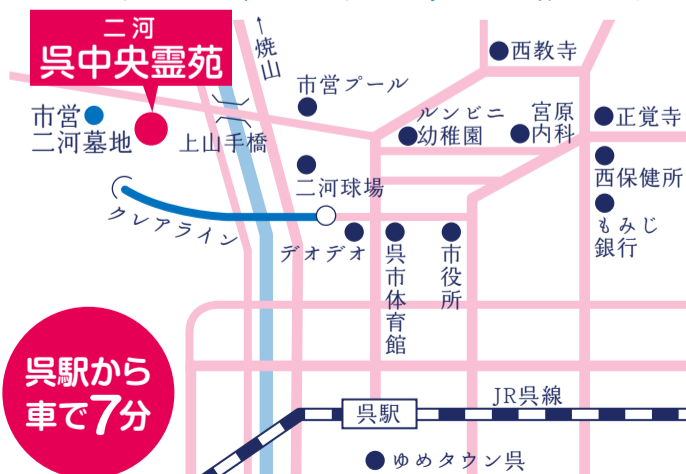 二河
呉中央霊苑
←焼山
西教寺
市営プール
市営
二河墓地
上山手橋
ルンビニ
幼稚園
宮原
内科
正覚寺
西保健所
二河球場
クレアライン
もみじ
銀行
デオデオ
呉市体育館
市役所
呉駅から
車で7分
JR呉線
呉駅
ゆめタウン呉